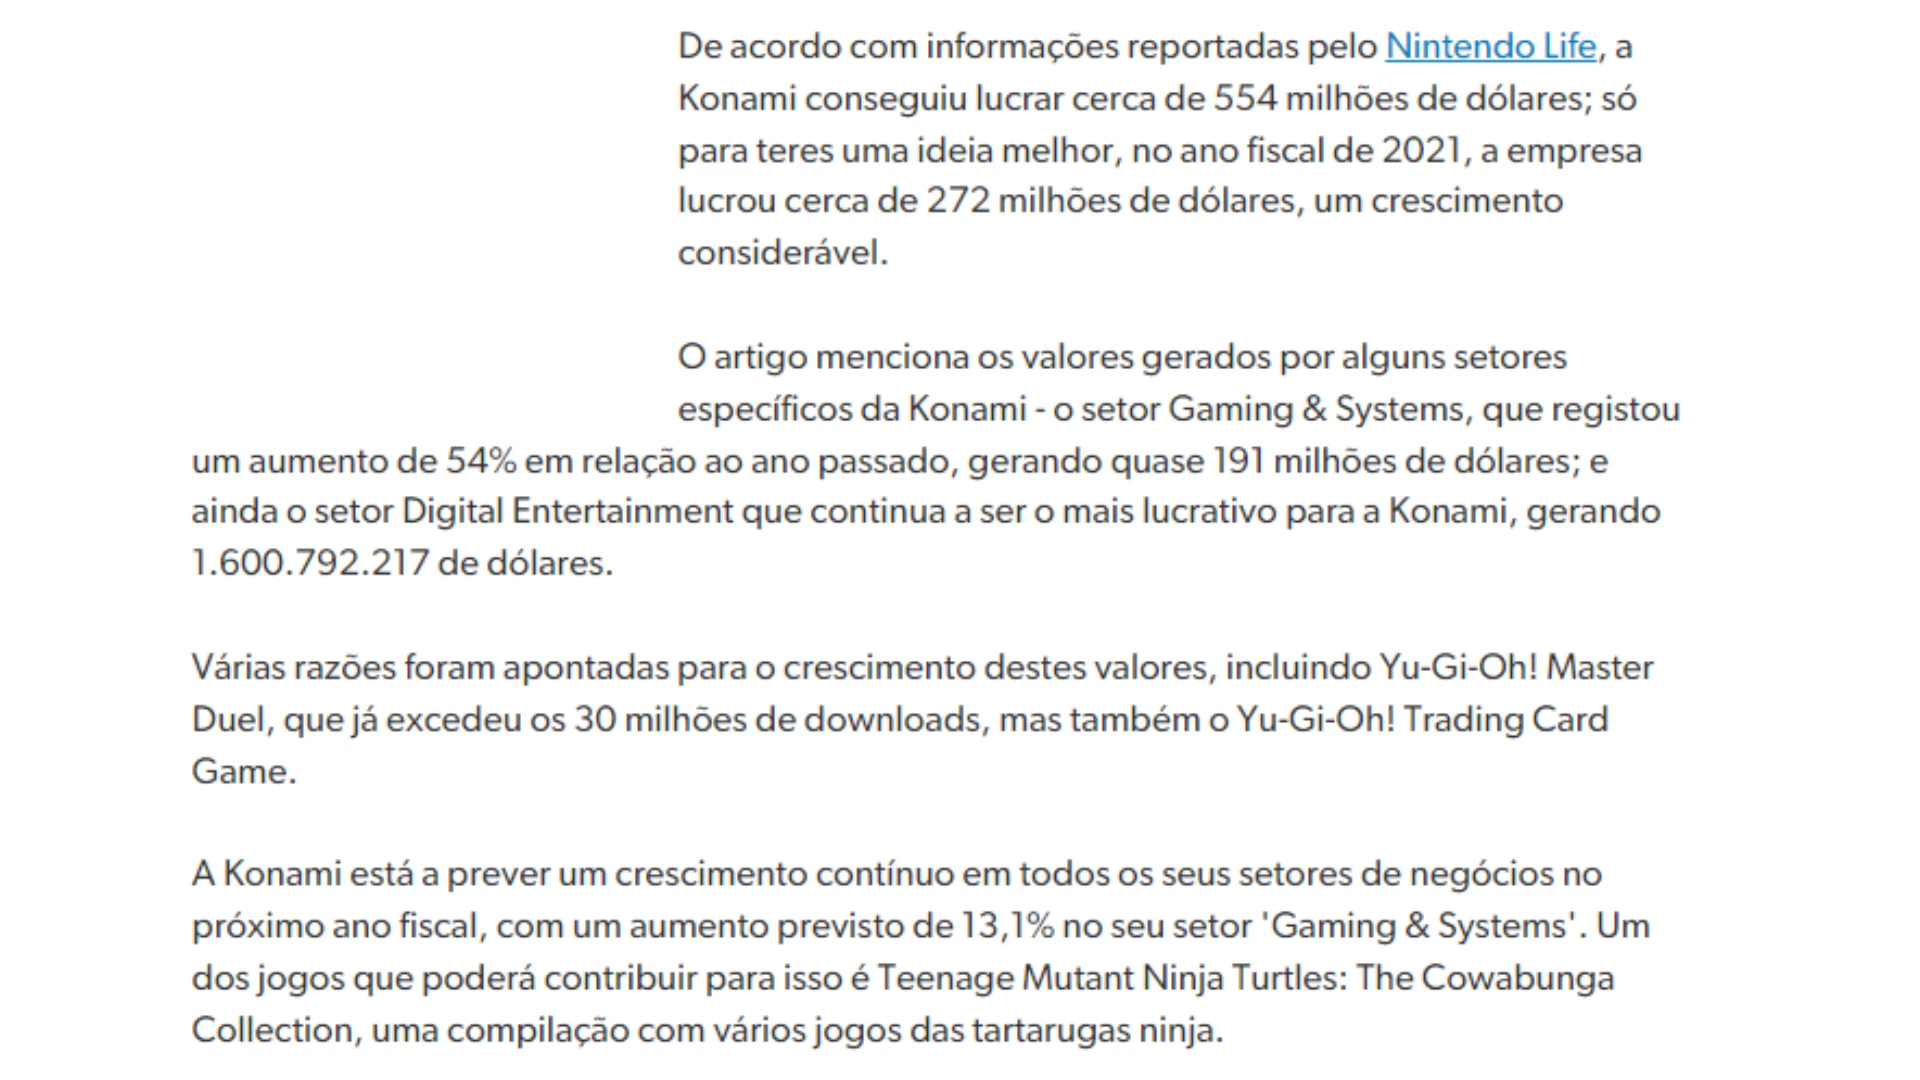 De acordo com informações reportadas pelo Nintendo Life, a
Konami conseguiu lucrar cerca de 554 milhões de dólares; só
para teres uma ideia melhor, no ano fiscal de 2021, a empresa
lucrou cerca de 272 milhões de dólares, um crescimento
considerável.
O artigo menciona os valores gerados por alguns setores
específicos da Konami - o setor Gaming & Systems, que registou
um aumento de 54% em relação ao ano passado, gerando quase 191 milhões de dólares; e
ainda o setor Digital Entertainment que continua a ser o mais lucrativo para a Konami, gerando
1.600.792.217 de dólares.
Várias razões foram apontadas para o crescimento destes valores, incluindo Yu-Gi-Oh! Master
Duel, que já excedeu os 30 milhões de downloads, mas também o Yu-Gi-Oh! Trading Card
Game.
A Konami está a prever um crescimento contínuo em todos os seus setores de negócios no
próximo ano fiscal, com um aumento previsto de 13,1% no seu setor 'Gaming & Systems'. Um
dos jogos que poderá contribuir para isso é Teenage Mutant Ninja Turtles: The Cowabunga
Collection, uma compilação com vários jogos das tartarugas ninja.